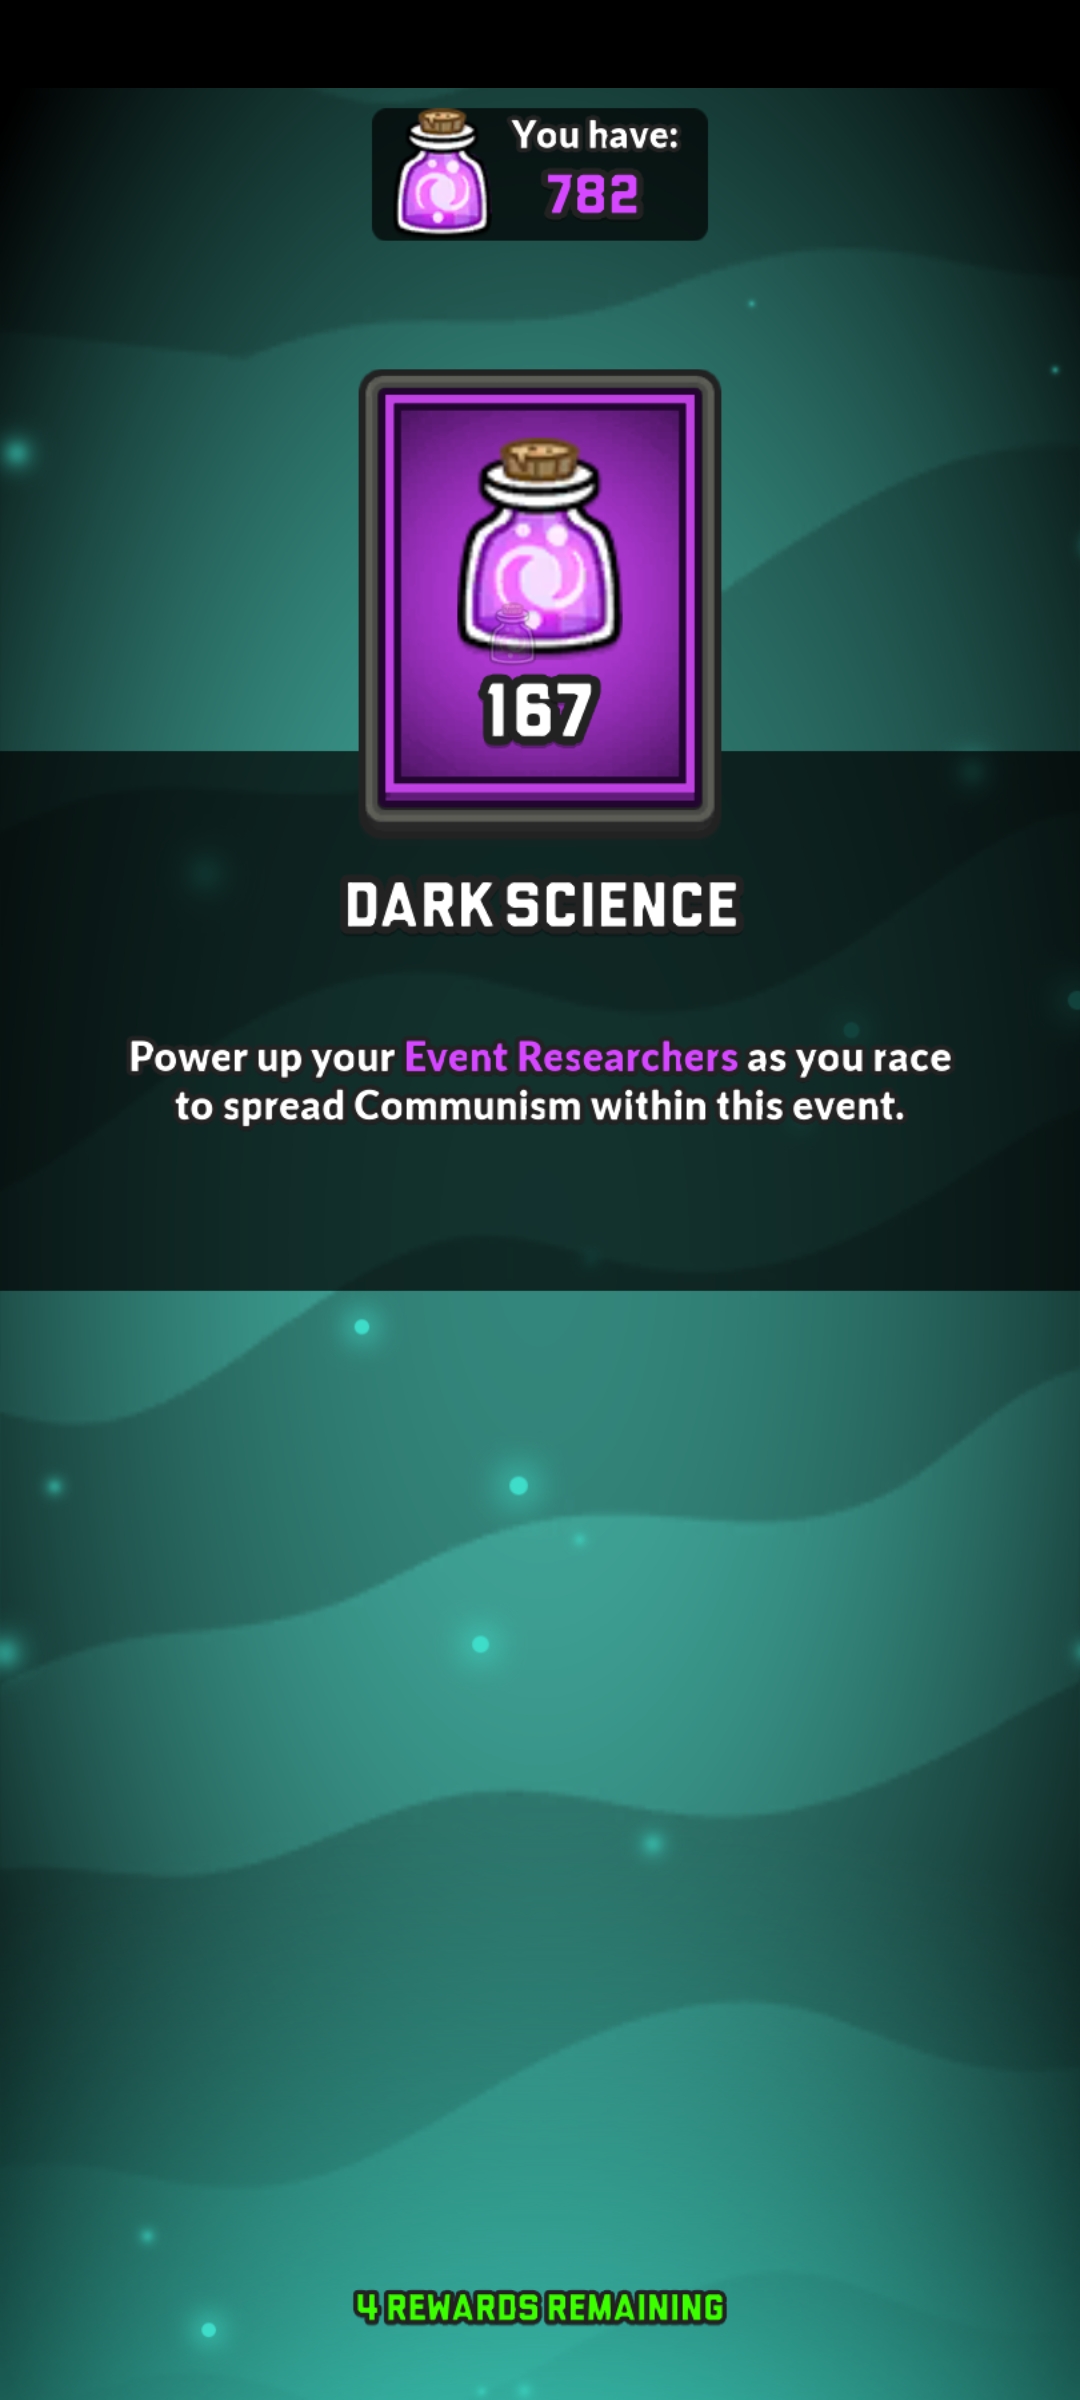 You have:
782
167
DARK SCIENCE
Power up your Event Researchers as you race
to spread Communism within this event.
4 REWARDS REMAINING